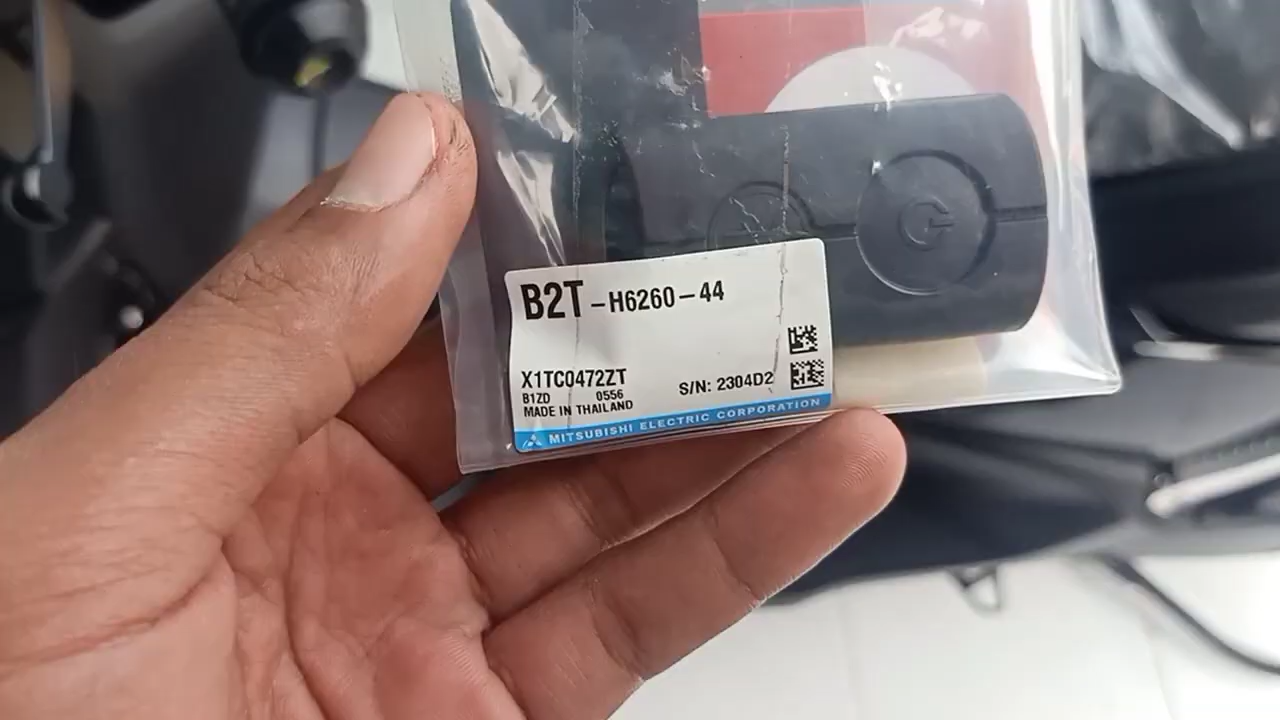 B2T-H6260-44
X1TC0472ZT
B1ZD 0556
S/N: 2304D2
MADE IN THAILAND
MITSUBISHI ELECTRIC CORPORATION